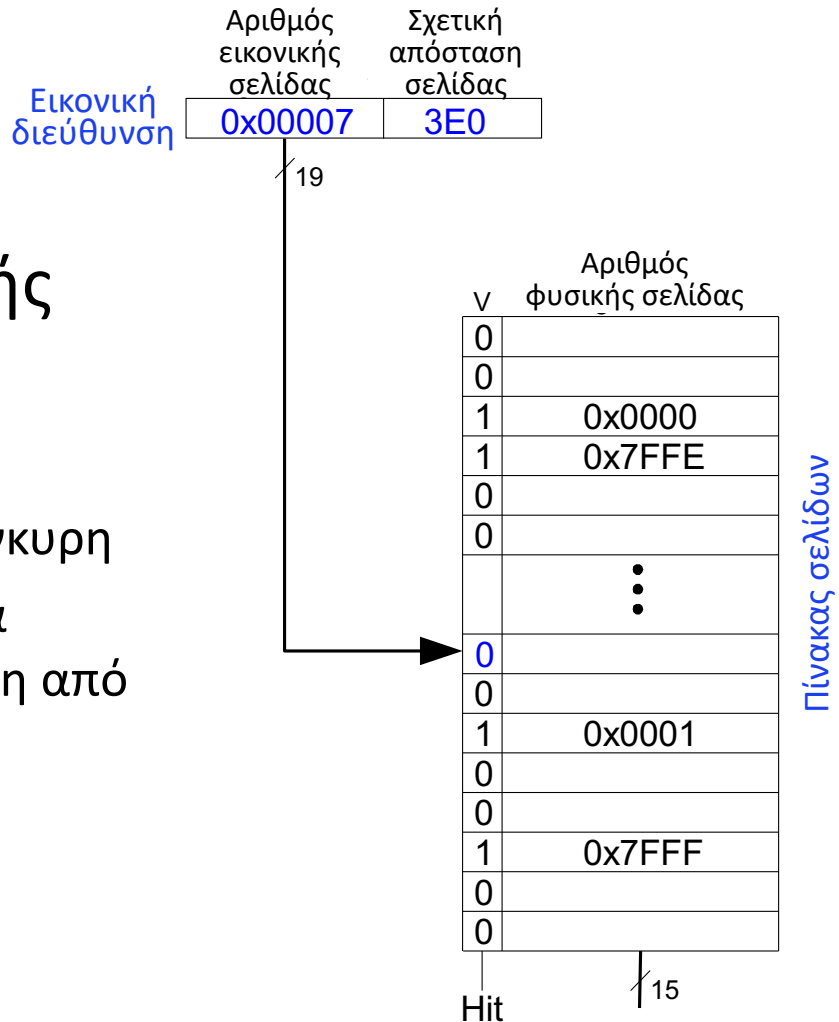 Αριθμός
εικονικής
σελίδας
Σχετική
απόσταση
σελίδας
Εικονική
διεύθυνση
0x00007
3E0
19
ής
γκυρη
α
η από
V
Αριθμός
φυσικής σελίδας
0
0
1 0x0000
1 0x7FFE
0
0
0
0
1 0x0001
0
0
1 0x7FFF
0
0
Πίνακας σελίδων
Hit
15